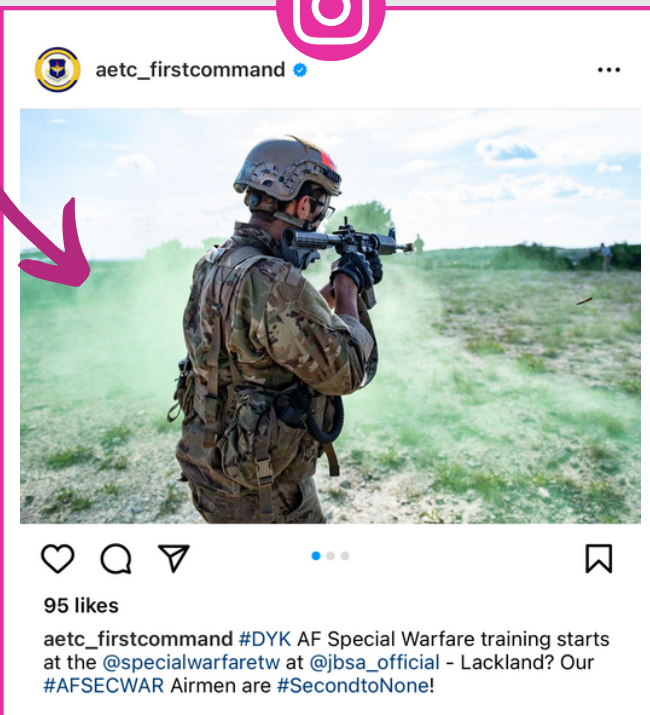 aetc_firstcommand
95 likes
aetc_firstcommand #DYK AF Special Warfare training starts
at the @specialwarfaretw at @jbsa_official - Lackland? Our
#AFSECWAR Airmen are #SecondtoNone!